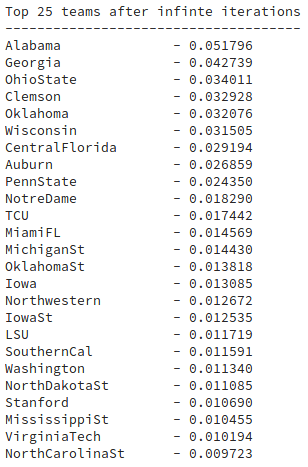 Top 25 teams after infinte iterations
-------------------------------------
Alabama - 0.051796
Georgia - 0.042739
OhioState - 0.034011
Clemson - 0.032928
Oklahoma - 0.032076
Wisconsin - 0.031505
CentralFlorida - 0.029194
Auburn - 0.026859
PennState - 0.024350
NotreDame - 0.018290
TCU - 0.017442
MiamiFL - 0.014569
MichiganSt - 0.014430
OklahomaSt - 0.013818
Iowa - 0.013085
Northwestern - 0.012672
IowaSt - 0.012535
LSU - 0.011719
SouthernCal - 0.011591
Washington - 0.011340
NorthDakotaSt - 0.011085
Stanford - 0.010690
MississippiSt - 0.010455
VirginiaTech - 0.010194
NorthCarolinaSt - 0.009723